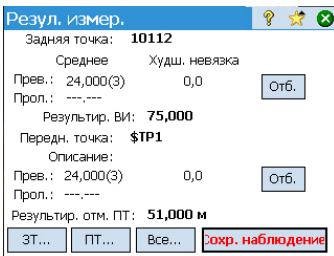 Резул. измер.
Задняя точка: 10112
Среднее Худш. невязка
Прев.: 24,000(3) 0,0 Отб.
Прол.: ---,---
Результир. ВИ: 75,000
Передн. точка: $TP1
Описание:
Прев.: 24,000(3) 0,0 Отб.
Прол.: ---,---
Результир. отм. ПТ: 51,000 м
ЗТ... ПТ... Все... Сохр. наблюдение